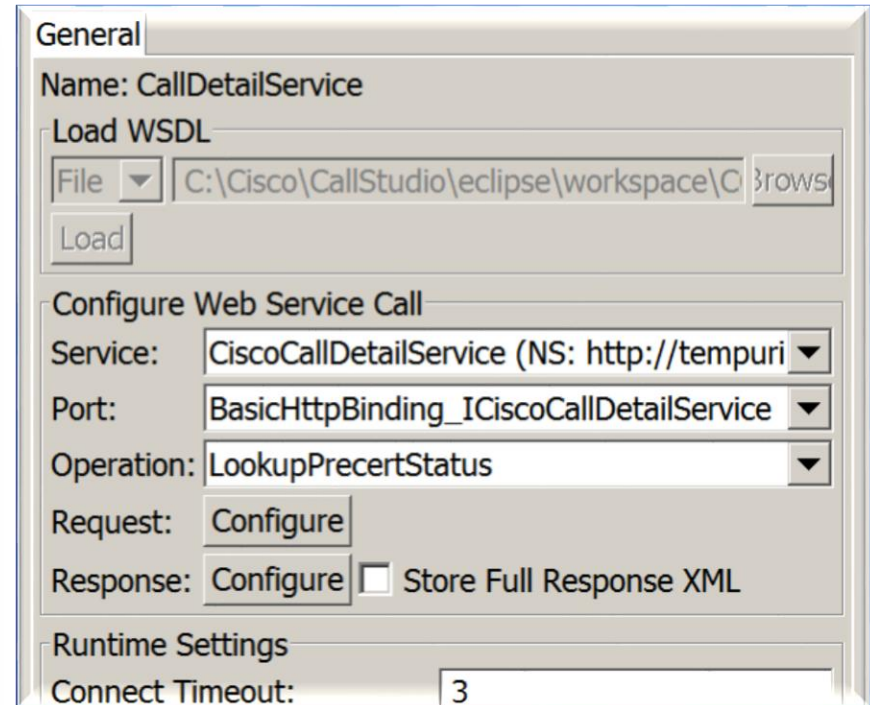 General
Name: CallDetailService
Load WSDL
File C:\Cisco\CallStudio\eclipse\workspace\C
Load
Configure Web Service Call
Service: CiscoCallDetailService (NS: http://tempuri
Port: BasicHttpBinding_ICiscoCallDetailService
Operation: LookupPrecertStatus
Request: Configure
Response: Configure Store Full Response XML
Runtime Settings
Connect Timeout: 3